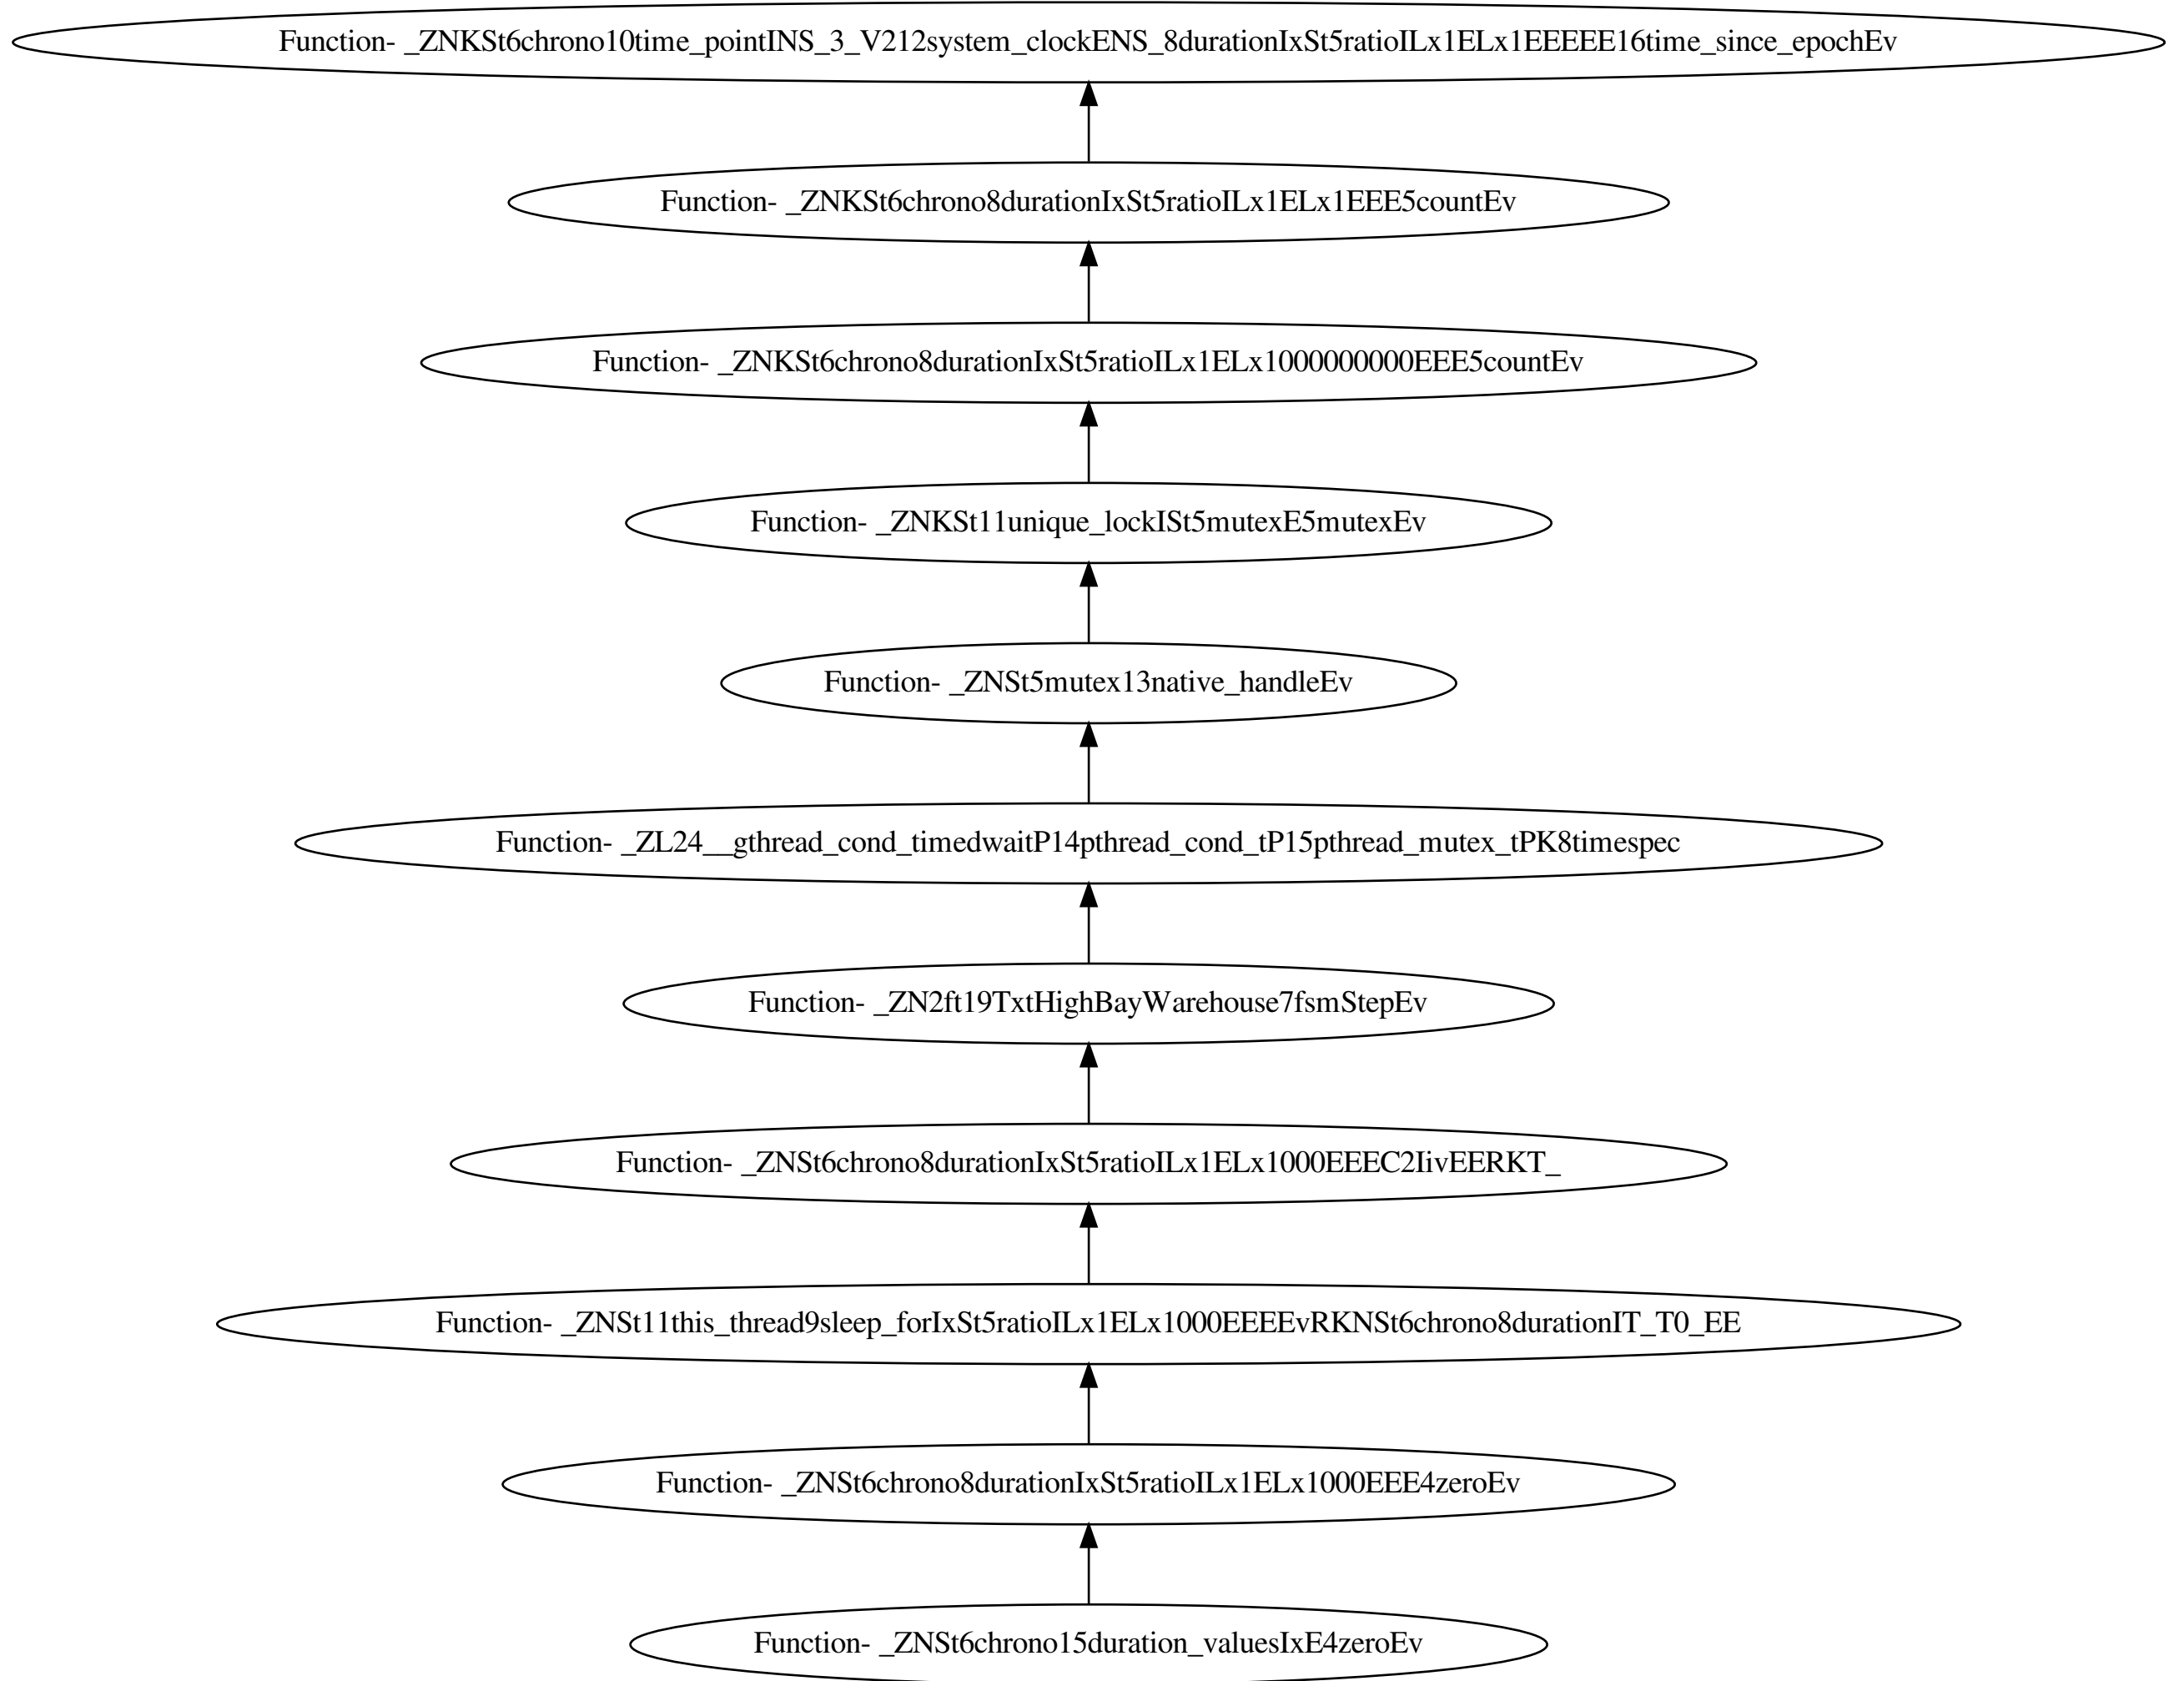 Function- _ZNKSt6chrono10time_pointINS_3_V212system_clockENS_8durationIxSt5ratioILx1ELx1EEEEE16time_since_epochEv
Function- _ZNKSt6chrono8durationIxSt5ratioILx1ELx1EEE5countEv
Function- _ZNKSt6chrono8durationIxSt5ratioILx1ELx1000000000EEE5countEv
Function- _ZNKSt11unique_lockISt5mutexE5mutexEv
Function- _ZNSt5mutex13native_handleEv
Function- _ZL24__gthread_cond_timedwaitP14pthread_cond_tP15pthread_mutex_tPK8timespec
Function- _ZN2ft19TxtHighBayWarehouse7fsmStepEv
Function- _ZNSt6chrono8durationIxSt5ratioILx1ELx1000EEEC2IivEERKT_
Function- _ZNSt11this_thread9sleep_forIxSt5ratioILx1ELx1000EEEEvRKNSt6chrono8durationIT_T0_EE
Function- _ZNSt6chrono8durationIxSt5ratioILx1ELx1000EEE4zeroEv
Function- _ZNSt6chrono15duration_valuesIxE4zeroEv